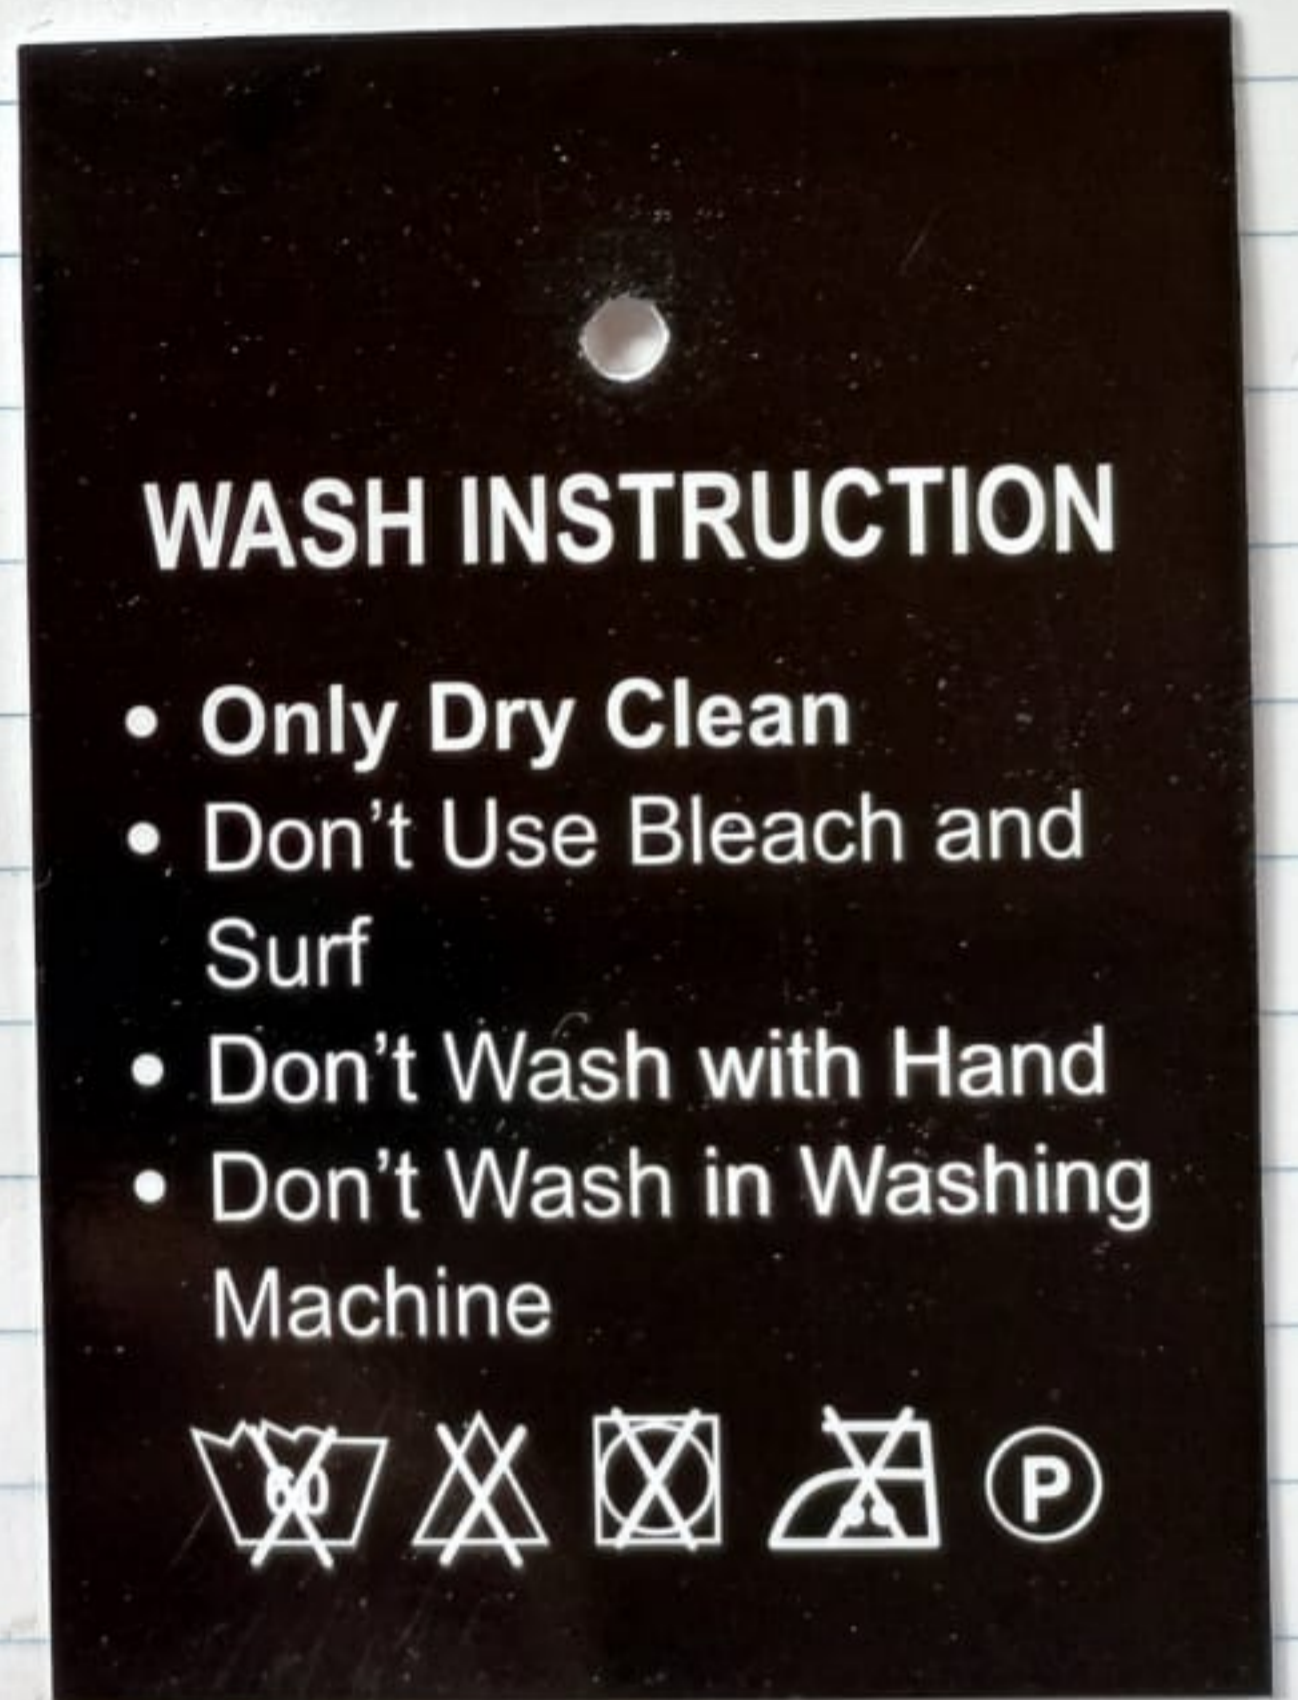 WASH INSTRUCTION
• Only Dry Clean
• Don't Use Bleach and
Surf
• Don't Wash with Hand
• Don't Wash in Washing
Machine
60
P